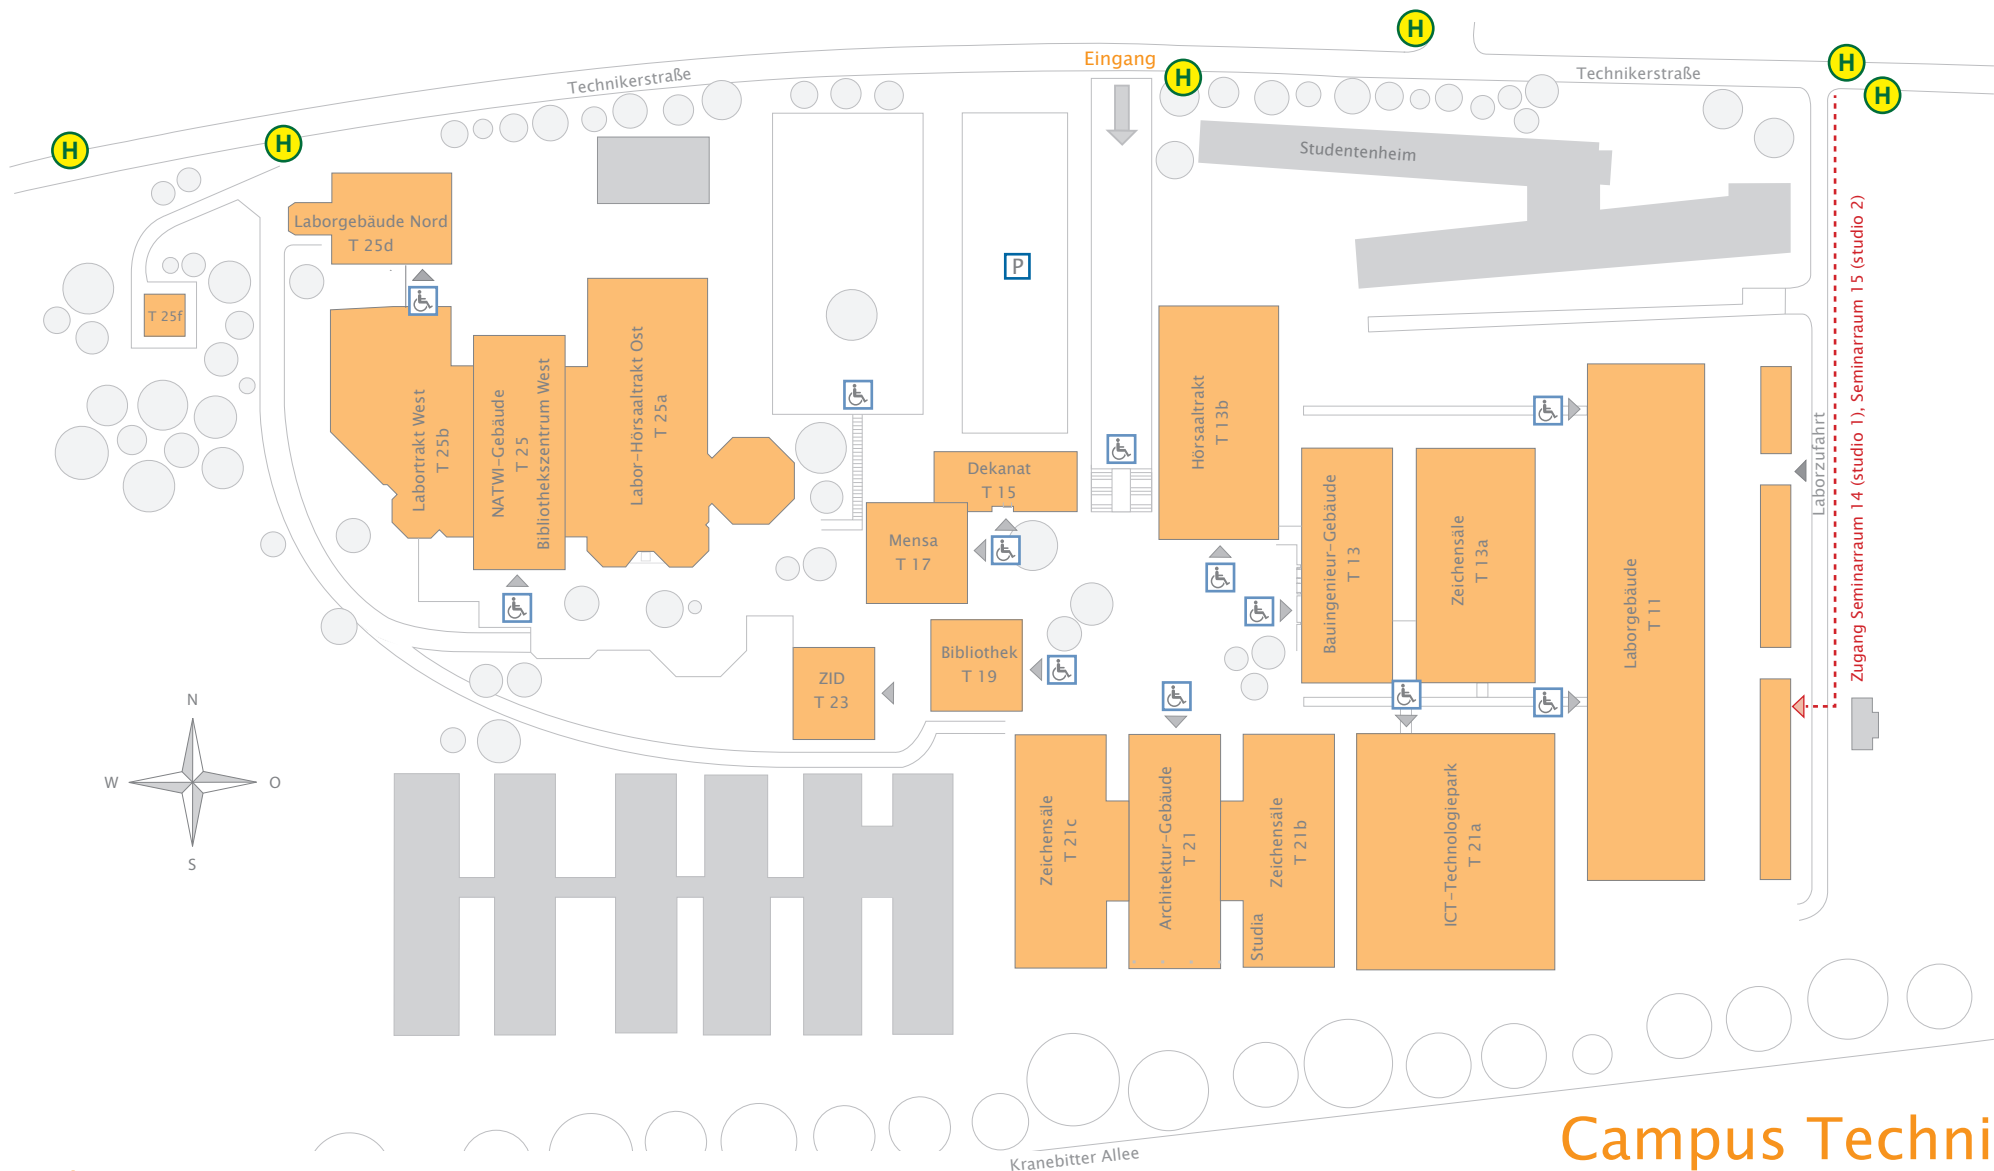 H
H
Technikerstraße
Eingang
H
H
Technikerstraße
H
H
Studentenheim
Laborgebäude Nord
T 25d
T 25f
P
Labortrakt West
T 25b
NATWI-Gebäude
T 25
Bibliothekszentrum West
Labor-Hörsaaltrakt Ost
T 25a
Dekanat
T 15
Mensa
T 17
Bibliothek
T 19
ZID
T 23
Hörsaaltrakt
T 13b
Bauingenieur-Gebäude
T 13
Zeichensäle
T 13a
Laborgebäude
T 11
Laborzufahrt
Zugang Seminarraum 14 (studio 1), Seminarraum 15 (studio 2)
N
W
O
S
Zeichensäle
T 21c
Architektur-Gebäude
T 21
Zeichensäle
T 21b
Studia
ICT-Technologiepark
T 21a
Kranebitter Allee
Campus Techni